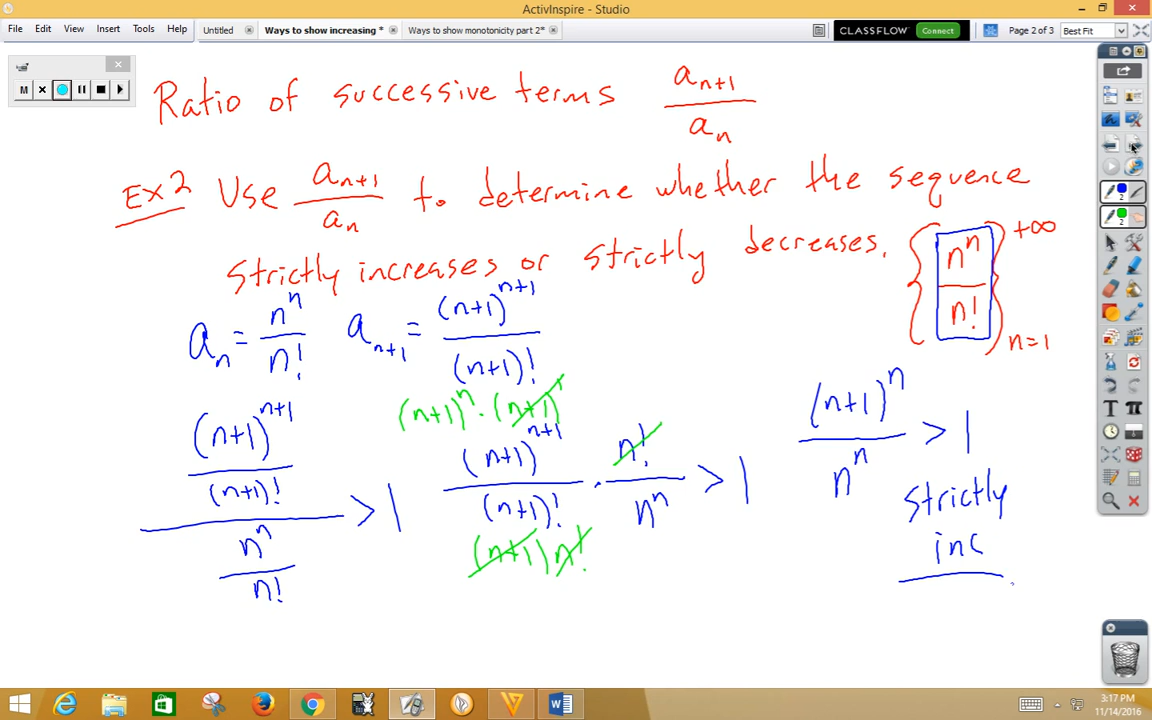 ActivInspire - Studio
File Edit View Insert Tools Help Untitled Ways to show increasing * Ways to show monotonicity part 2* CLASSFLOW Connect Page 2 of 3 Best Fit
M
Ratio of successive terms a_{n+1}/a_n
Ex 2 Use a_{n+1}/a_n to determine whether the sequence
strictly increases or strictly decreases. {n^n/n!}_{n=1}^{+∞}
a_n = n^n/n! a_{n+1} = (n+1)^{n+1}/(n+1)!
(n+1)^n · (n+1)^1
((n+1)^{n+1}/(n+1)!)/(n^n/n!) > 1 (n+1)^{n+1}/(n+1)! · n!/n^n > 1 (n+1)^n/n^n > 1
(n+1) n!
strictly
inc
3:17 PM
11/14/2016